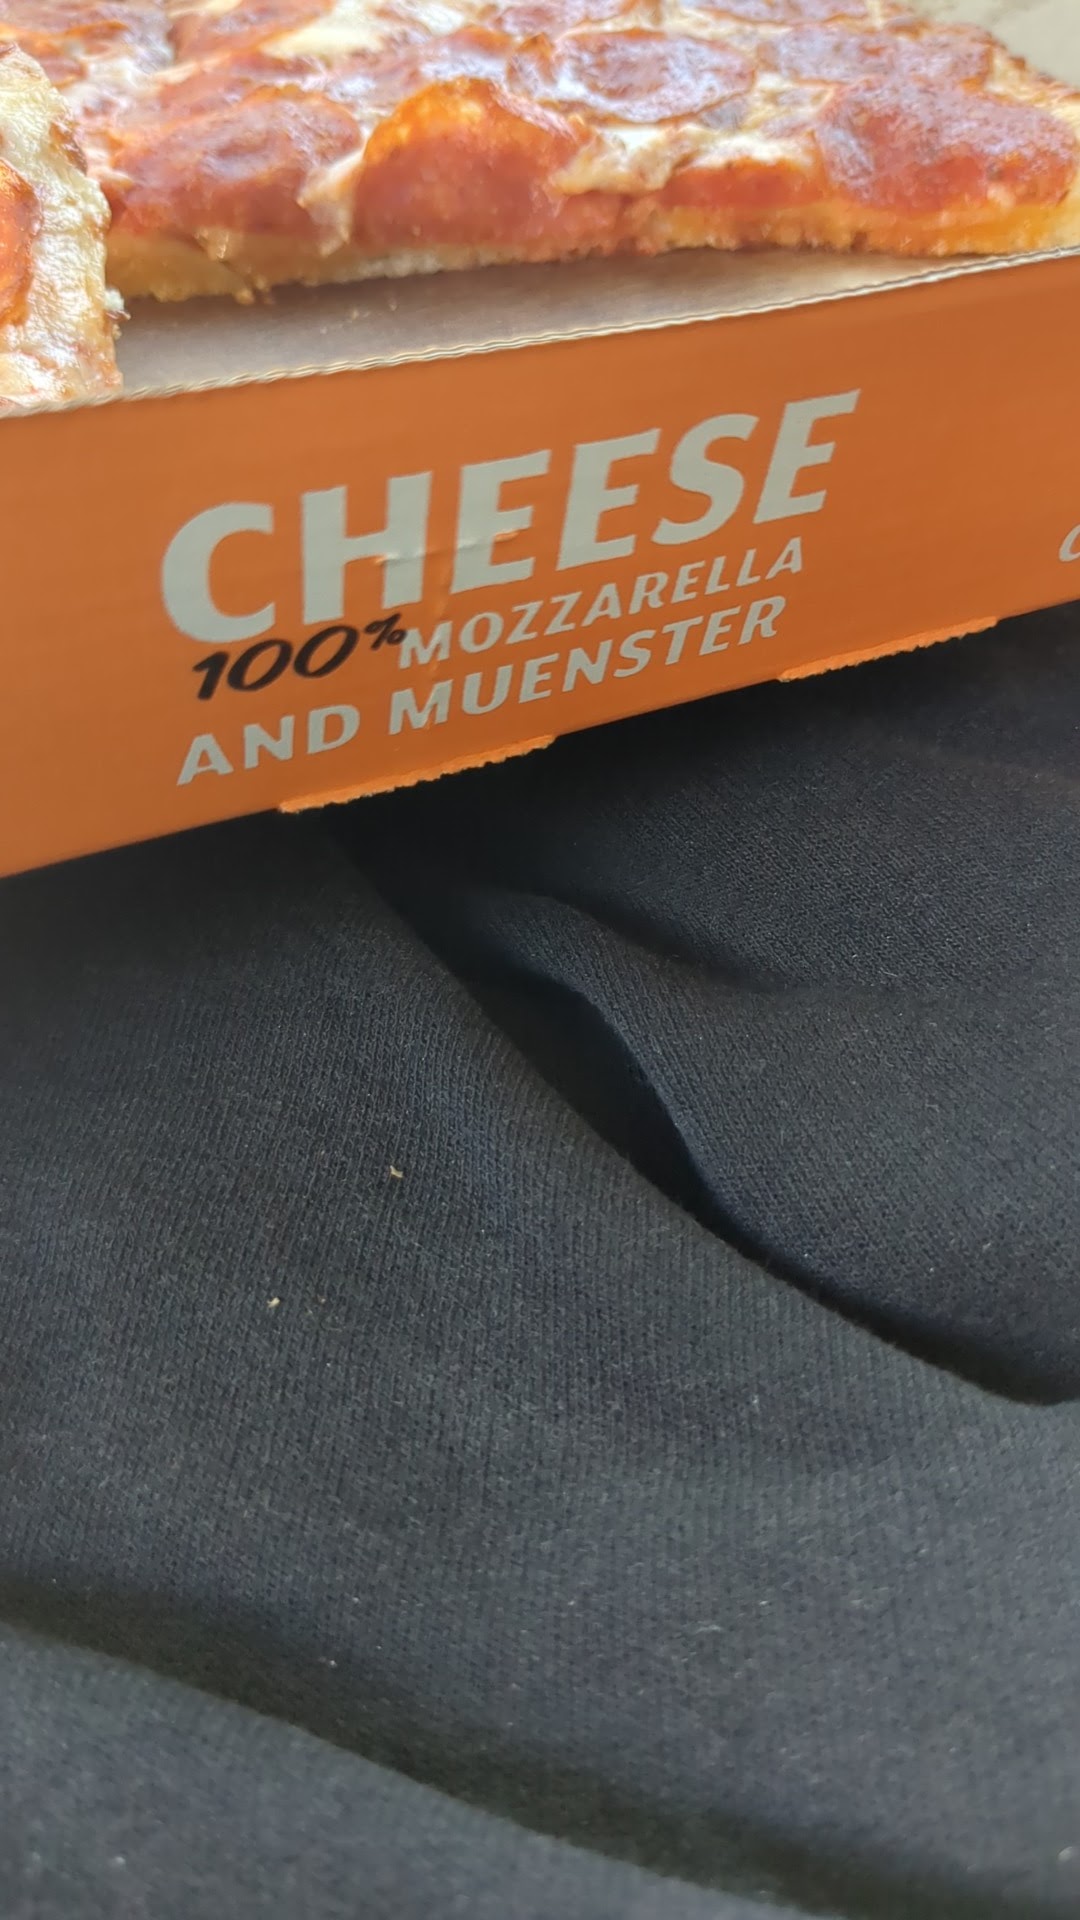 CHEESE
100% MOZZARELLA
AND MUENSTER